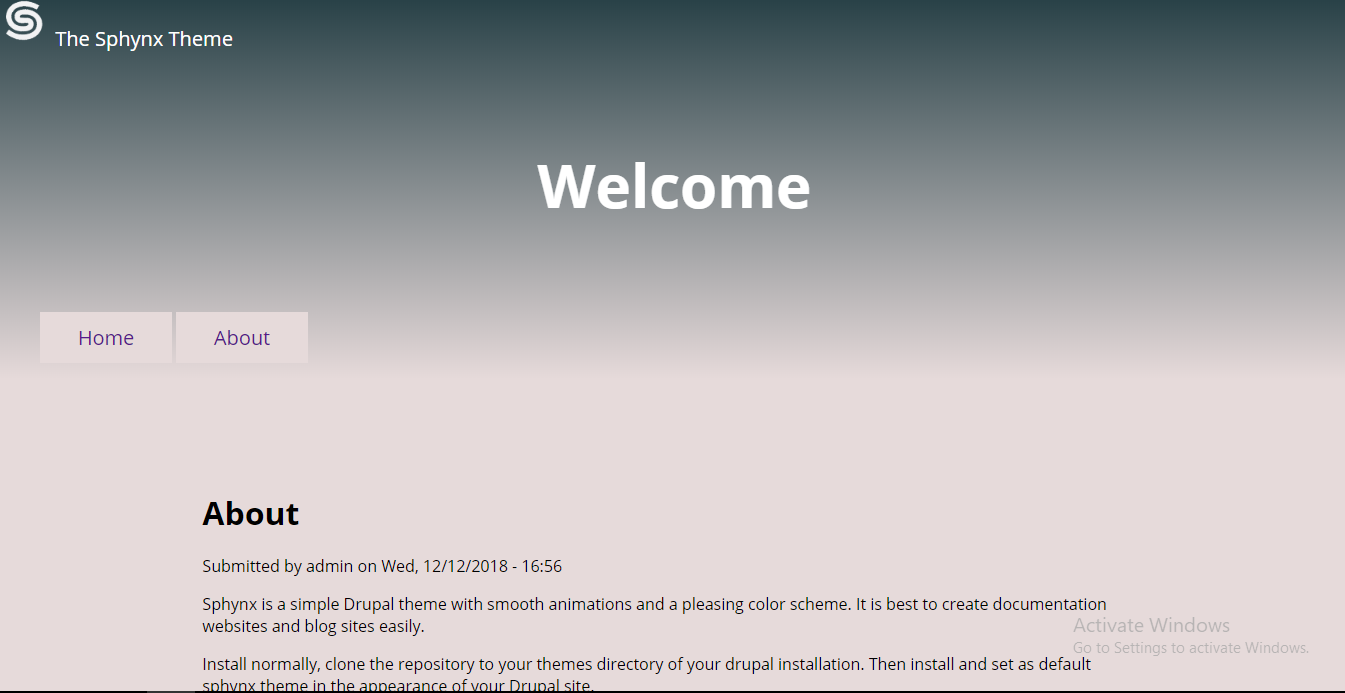 The Sphynx Theme
Welcome
Home
About
About
Submitted by admin on Wed, 12/12/2018 - 16:56
Sphynx is a simple Drupal theme with smooth animations and a pleasing color scheme. It is best to create documentation
websites and blog sites easily.
Activate Windows
Go to Settings to activate Windows.
Install normally, clone the repository to your themes directory of your drupal installation. Then install and set as default
sphynx theme in the appearance of your Drupal site.